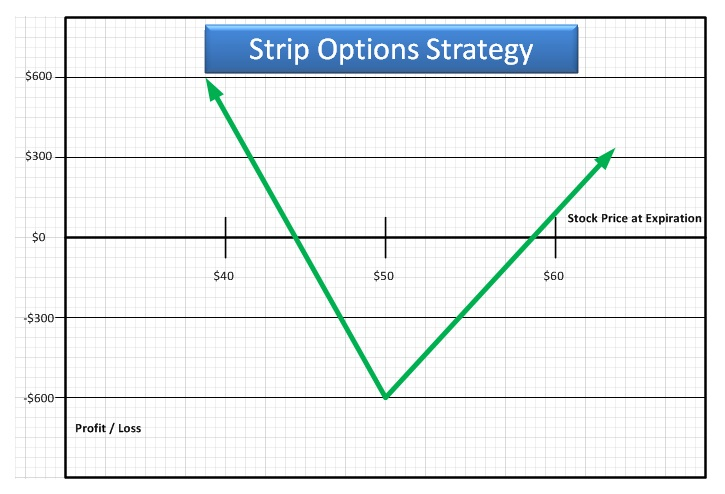 Strip Options Strategy
$600
$300
Stock Price at Expiration
$0
$40 $50 $60
-$300
-$600
Profit / Loss